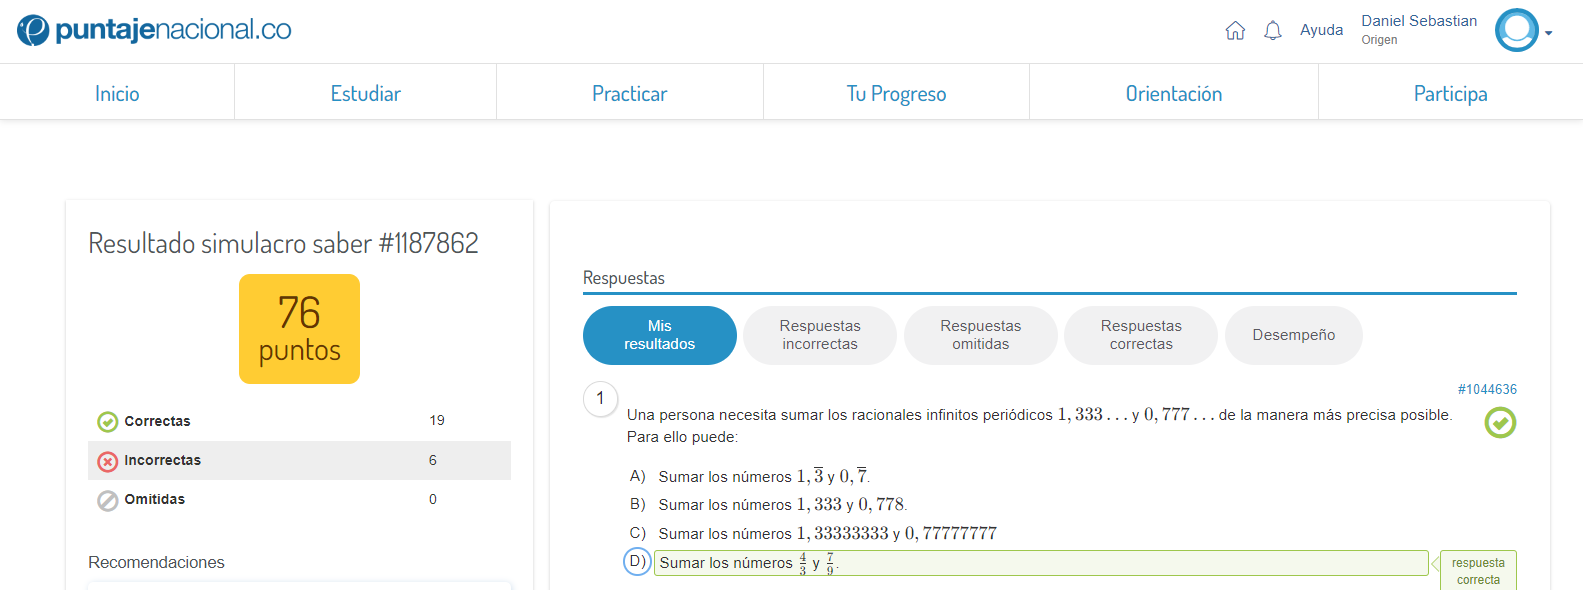 puntajenacional.co
Ayuda
Daniel Sebastian
Origen
Inicio
Estudiar
Practicar
Tu Progreso
Orientación
Participa
Resultado simulacro saber #1187862
76
puntos
Correctas 19
Incorrectas 6
Omitidas 0
Recomendaciones
Respuestas
Mis
resultados
Respuestas
incorrectas
Respuestas
omitidas
Respuestas
correctas
Desempeño
#1044636
1
Una persona necesita sumar los racionales infinitos periódicos 1,333... y 0,777... de la manera más precisa posible.
Para ello puede:
A) Sumar los números 1,3̅ y 0,7̅.
B) Sumar los números 1,333 y 0,778.
C) Sumar los números 1,33333333 y 0,77777777
D) Sumar los números 4/3 y 7/9.
respuesta
correcta